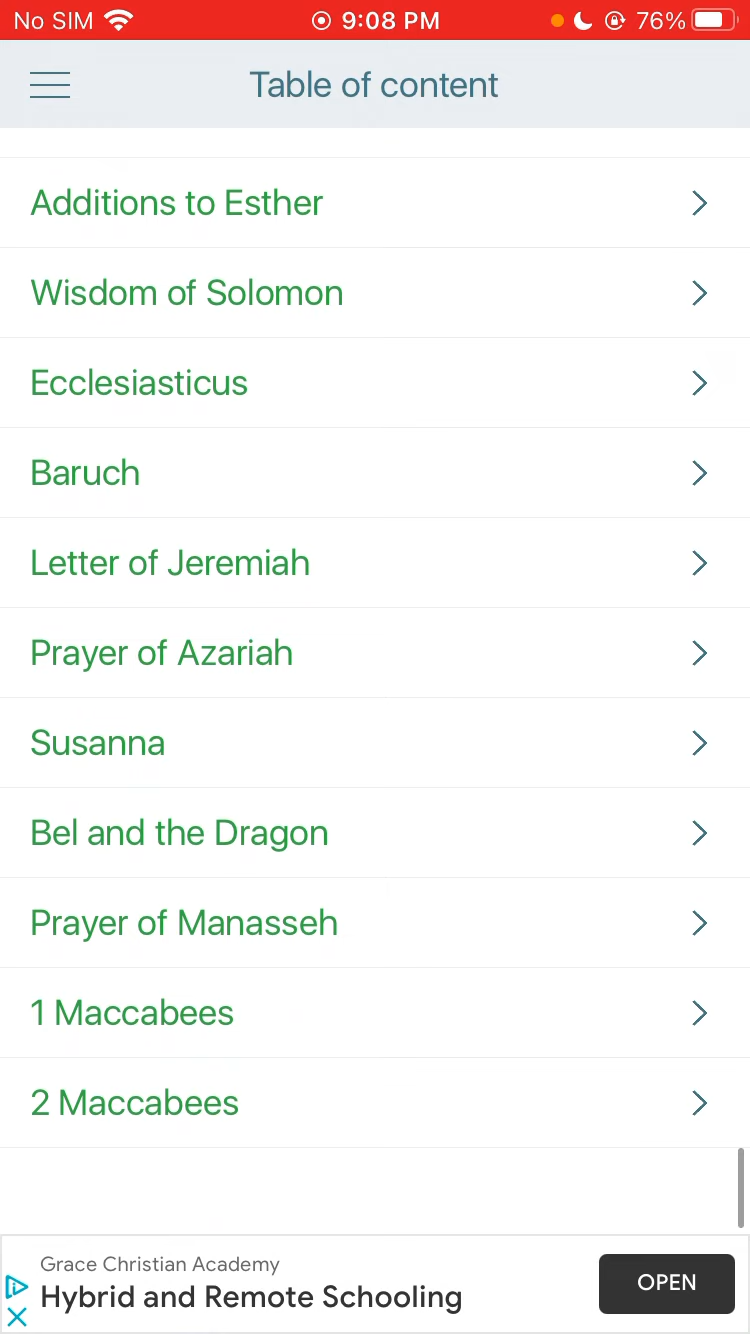 No SIM 9:08 PM 76%
Table of content
Additions to Esther
Wisdom of Solomon
Ecclesiasticus
Baruch
Letter of Jeremiah
Prayer of Azariah
Susanna
Bel and the Dragon
Prayer of Manasseh
1 Maccabees
2 Maccabees
Grace Christian Academy
Hybrid and Remote Schooling
OPEN